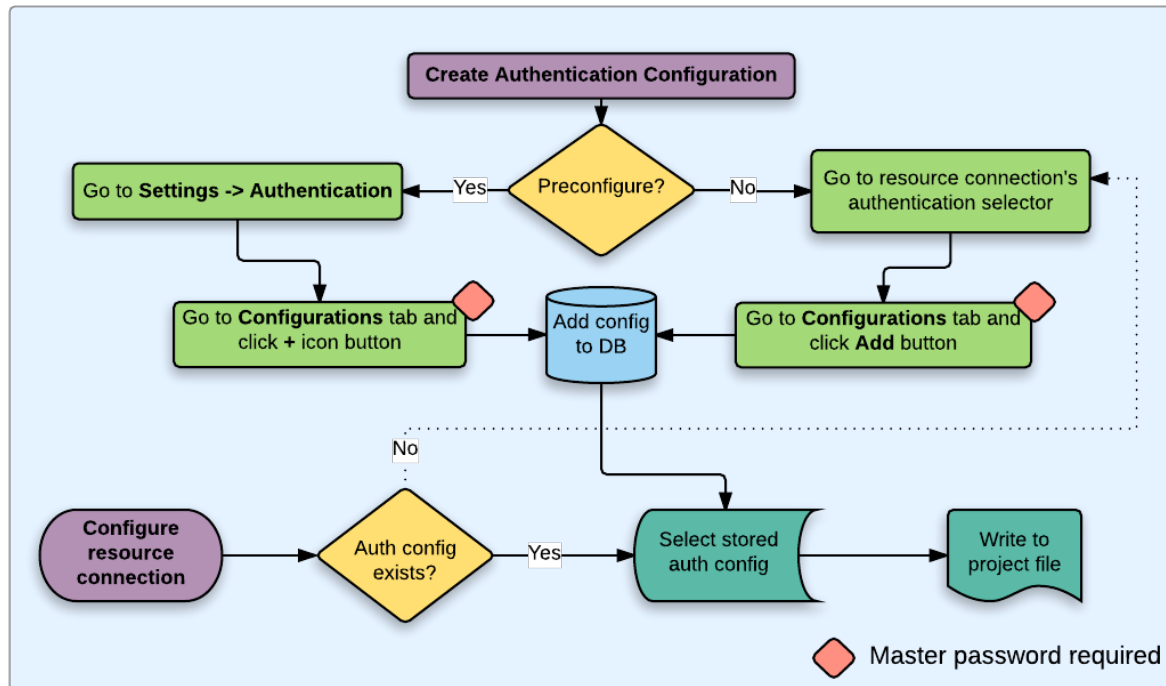 Create Authentication Configuration
Preconfigure?
Yes
No
Go to Settings -> Authentication
Go to resource connection's
authentication selector
Go to Configurations tab and
click + icon button
Add config
to DB
Go to Configurations tab and
click Add button
No
Configure
resource
connection
Auth config
exists?
Yes
Select stored
auth config
Write to
project file
Master password required